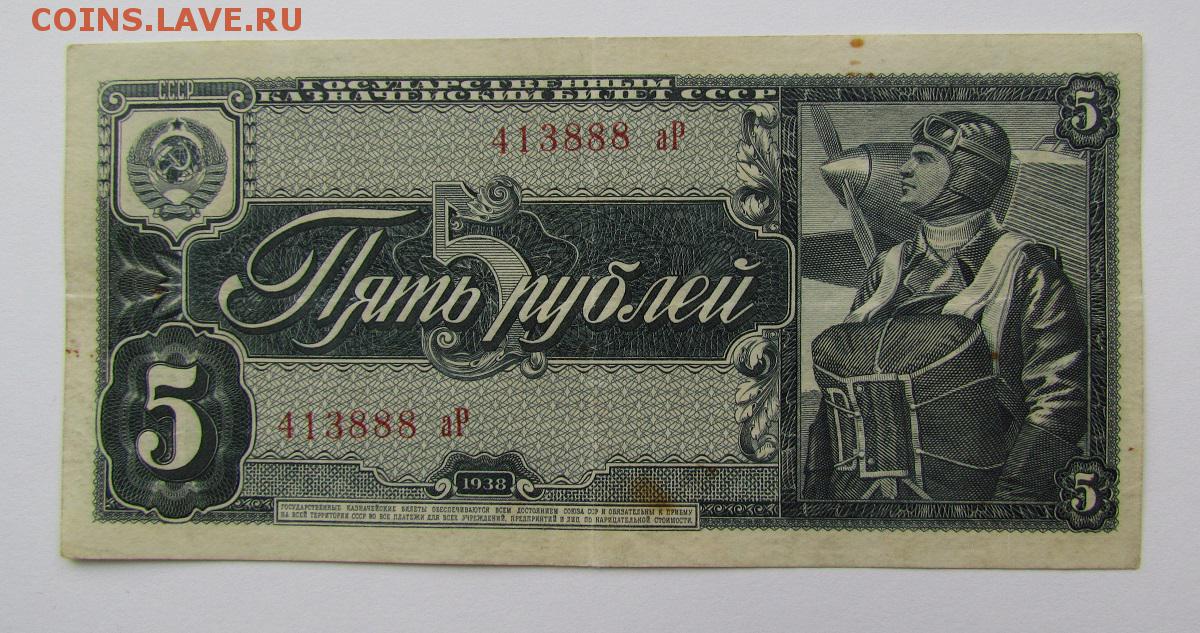 COINS.LAVE.RU
СССР
ГОСУДАРСТВЕННЫЙ
КАЗНАЧЕЙСКИЙ БИЛЕТ СССР
5
413888 аР
5
Пять рублей
5
413888 аР
1938
5
ГОСУДАРСТВЕННЫЕ КАЗНАЧЕЙСКИЕ БИЛЕТЫ ОБЕСПЕЧИВАЮТСЯ ВСЕМ ДОСТОЯНИЕМ СОЮЗА ССР И ОБЯЗАТЕЛЬНЫ К ПРИЕМУ
НА ВСЕЙ ТЕРРИТОРИИ СССР ВО ВСЕ ПЛАТЕЖИ ДЛЯ ВСЕХ УЧРЕЖДЕНИЙ, ПРЕДПРИЯТИЙ И ЛИЦ ПО НАРИЦАТЕЛЬНОЙ СТОИМОСТИ.